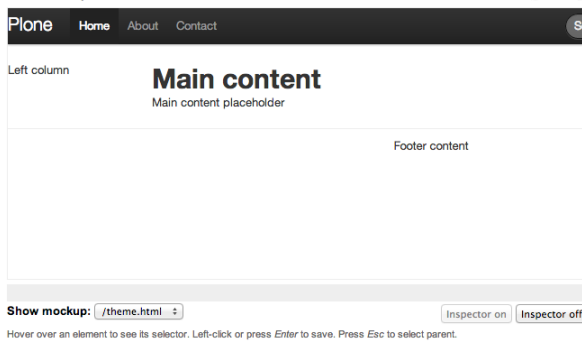 Plone Home About Contact S
Left column
Main content
Main content placeholder
Footer content
Show mockup: /theme.html Inspector on Inspector off
Hover over an element to see its selector. Left-click or press Enter to save. Press Esc to select parent.